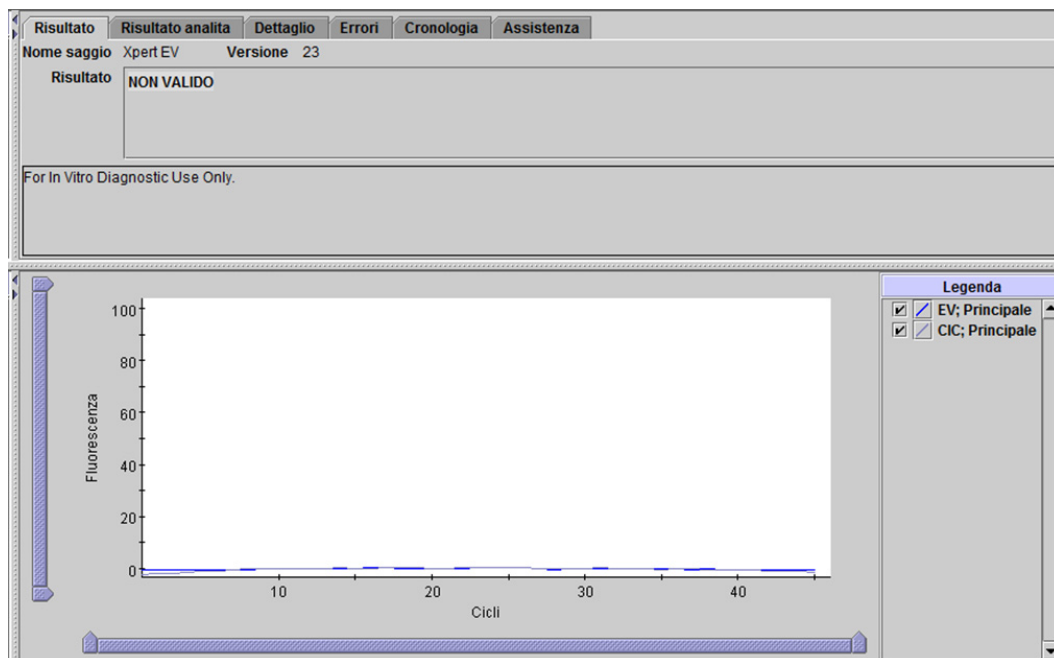 Risultato Risultato analita Dettaglio Errori Cronologia Assistenza
Nome saggio Xpert EV Versione 23
Risultato NON VALIDO
For In Vitro Diagnostic Use Only.
Legenda
EV; Principale
CIC; Principale
100
80
60
40
20
0
Fluorescenza
10 20 30 40
Cicli